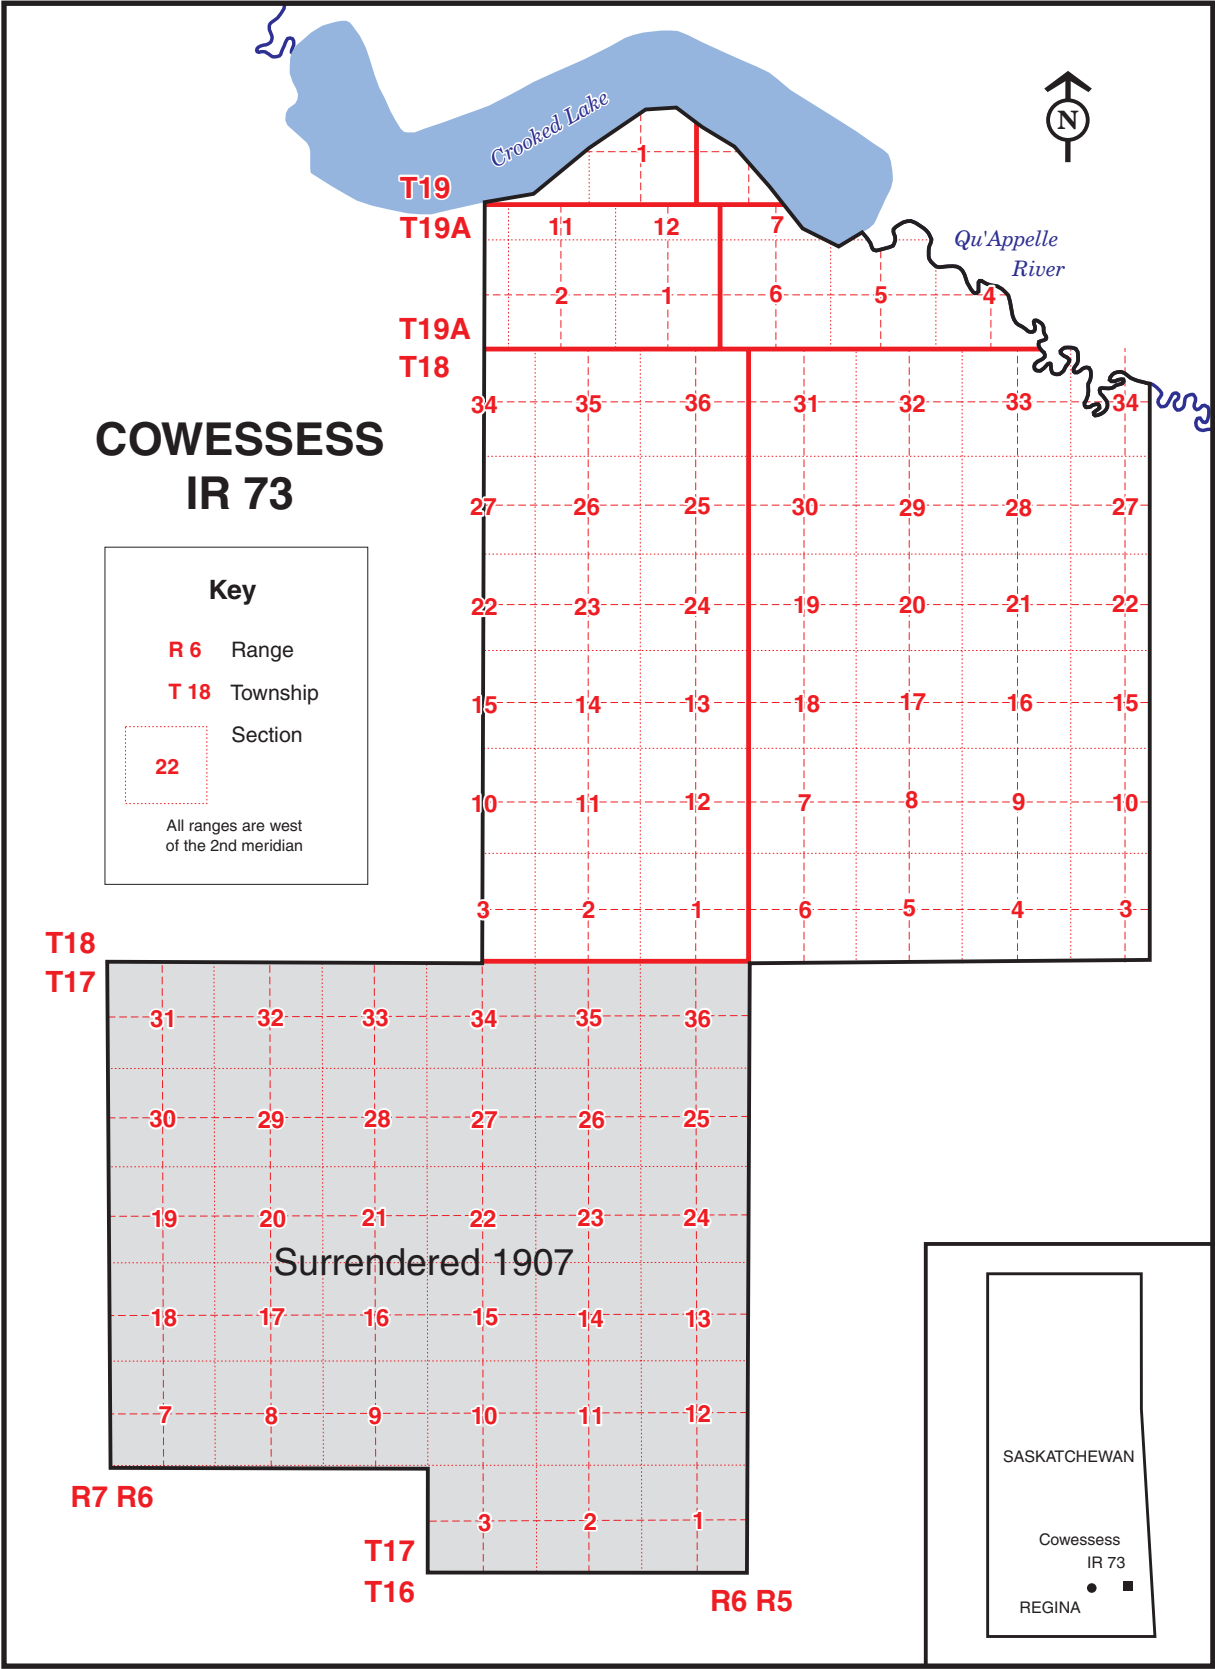 N
Crooked Lake
1
T19
T19A
11 12 7
Qu'Appelle
River
2 1 6 5 4
T19A
T18
34 35 36 31 32 33 34
COWESSESS
IR 73
27 26 25 30 29 28 27
Key
22 23 24 19 20 21 22
R 6 Range
T 18 Township
15 14 13 18 17 16 15
Section
22
10 11 12 7 8 9 10
All ranges are west
of the 2nd meridian
3 2 1 6 5 4 3
T18
T17
31 32 33 34 35 36
30 29 28 27 26 25
19 20 21 22 23 24
Surrendered 1907
18 17 16 15 14 13
7 8 9 10 11 12
R7 R6
3 2 1
T17
T16
R6 R5
SASKATCHEWAN
Cowessess
IR 73
REGINA